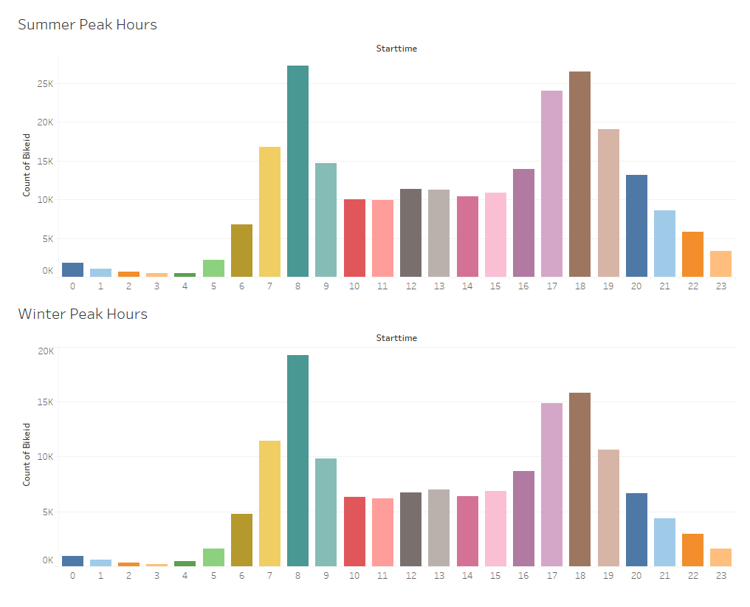 Summer Peak Hours
Starttime
Count of Bikeid
25K
20K
15K
10K
5K
0K
0 1 2 3 4 5 6 7 8 9 10 11 12 13 14 15 16 17 18 19 20 21 22 23
Winter Peak Hours
Starttime
Count of Bikeid
20K
15K
10K
5K
0K
0 1 2 3 4 5 6 7 8 9 10 11 12 13 14 15 16 17 18 19 20 21 22 23